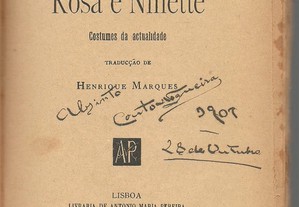 Rosa e Ninette
Costumes da actualidade
TRADUCÇÃO DE
HENRIQUE MARQUES
1901
28 de Outubro
AP
LISBOA
LIVRARIA DE ANTONIO MARIA PEREIRA